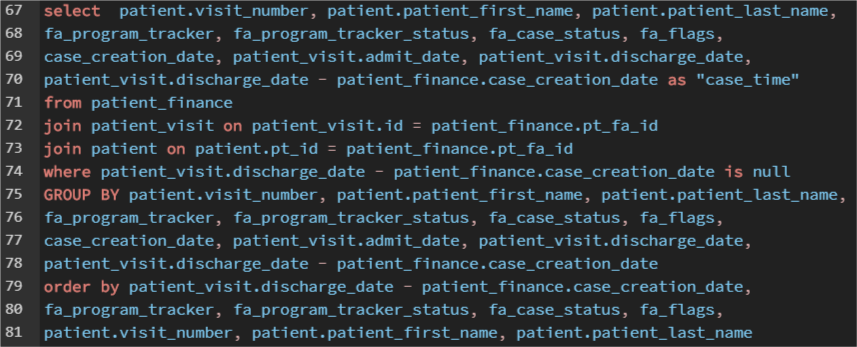 67 select  patient.visit_number, patient.patient_first_name, patient.patient_last_name,
68 fa_program_tracker, fa_program_tracker_status, fa_case_status, fa_flags,
69 case_creation_date, patient_visit.admit_date, patient_visit.discharge_date,
70 patient_visit.discharge_date - patient_finance.case_creation_date as "case_time"
71 from patient_finance
72 join patient_visit on patient_visit.id = patient_finance.pt_fa_id
73 join patient on patient.pt_id = patient_finance.pt_fa_id
74 where patient_visit.discharge_date - patient_finance.case_creation_date is null
75 GROUP BY patient.visit_number, patient.patient_first_name, patient.patient_last_name,
76 fa_program_tracker, fa_program_tracker_status, fa_case_status, fa_flags,
77 case_creation_date, patient_visit.admit_date, patient_visit.discharge_date,
78 patient_visit.discharge_date - patient_finance.case_creation_date
79 order by patient_visit.discharge_date - patient_finance.case_creation_date,
80 fa_program_tracker, fa_program_tracker_status, fa_case_status, fa_flags,
81 patient.visit_number, patient.patient_first_name, patient.patient_last_name